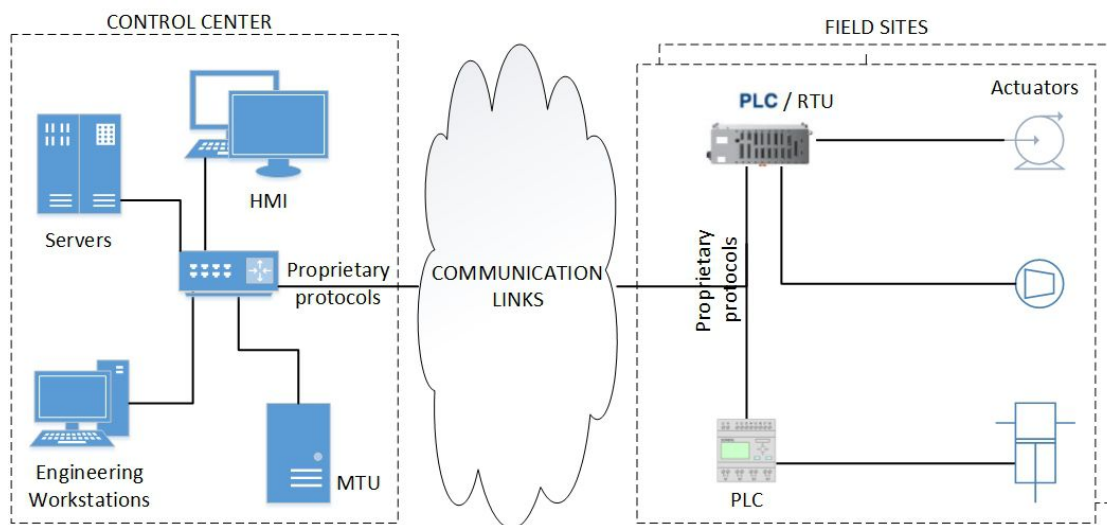 CONTROL CENTER
FIELD SITES
PLC / RTU
Actuators
HMI
Servers
Proprietary
protocols
COMMUNICATION
LINKS
Proprietary
protocols
Engineering
Workstations
MTU
PLC